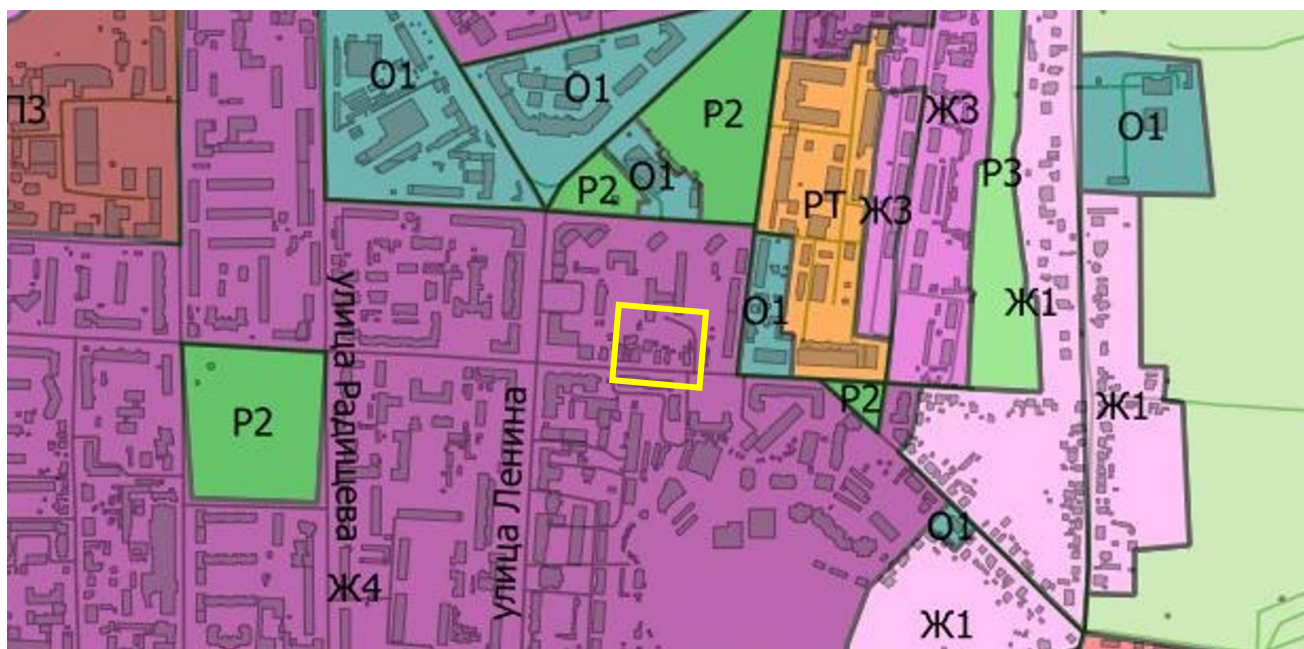 О1
О1
П3
Р2
Ж3
О1
Р3
Р2
О1
РТ
Ж3
О1
Ж1
улица Радищева
Р2
Ж1
Р2
улица Ленина
О1
Ж4
Ж1